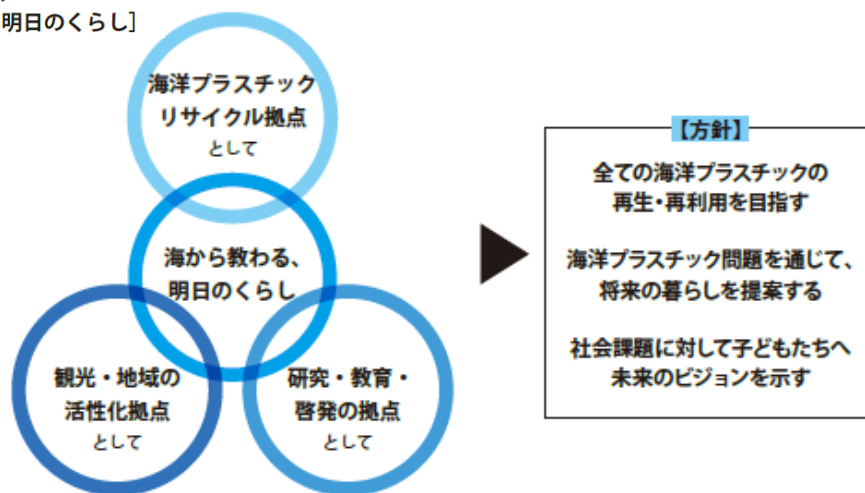 明日のくらし]
海洋プラスチック
リサイクル拠点
として
海から教わる、
明日のくらし
観光・地域の
活性化拠点
として
研究・教育・
啓発の拠点
として
【方針】
全ての海洋プラスチックの
再生・再利用を目指す
海洋プラスチック問題を通じて、
将来の暮らしを提案する
社会課題に対して子どもたちへ
未来のビジョンを示す